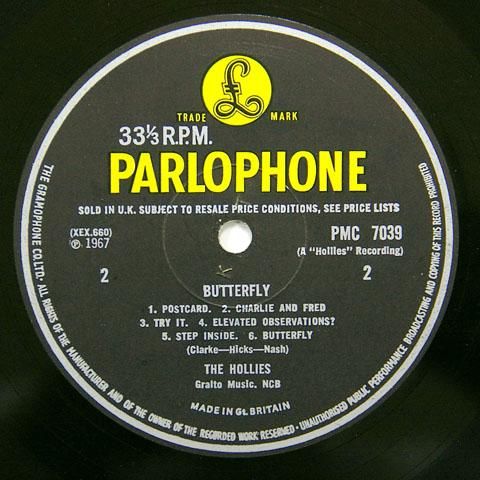 £
TRADE MARK
33⅓ R.P.M.
PARLOPHONE
SOLD IN U.K. SUBJECT TO RESALE PRICE CONDITIONS, SEE PRICE LISTS
(XEX.660)
℗ 1967
PMC 7039
(A "Hollies" Recording)
2
2
BUTTERFLY
1. POSTCARD. 2. CHARLIE AND FRED
3. TRY IT. 4. ELEVATED OBSERVATIONS?
5. STEP INSIDE. 6. BUTTERFLY
(Clarke—Hicks—Nash)
THE HOLLIES
Gralto Music. NCB
MADE IN Gt. BRITAIN
THE GRAMOPHONE CO. LTD. · ALL RIGHTS OF THE MANUFACTURER AND OF THE OWNER OF THE RECORDED WORK RESERVED · UNAUTHORISED PUBLIC PERFORMANCE BROADCASTING AND COPYING OF THIS RECORD PROHIBITED